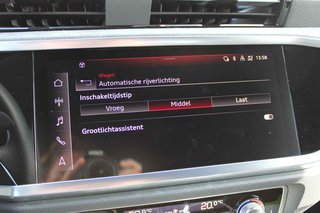 13:58
Wagen
Automatische rijverlichting
Inschakeltijdstip
Vroeg
Middel
Laat
Grootlichtassistent
20.0
20.0